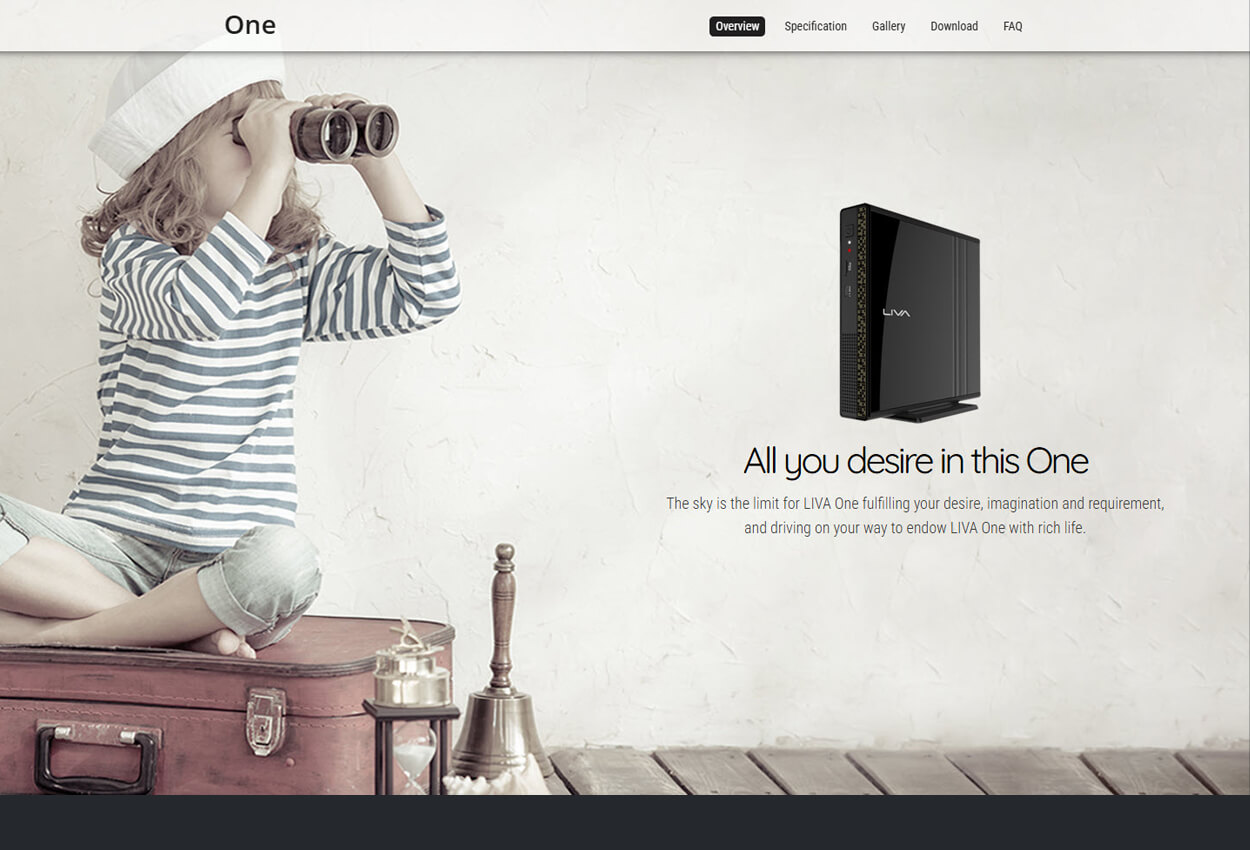 One
Overview Specification Gallery Download FAQ
LIVA
All you desire in this One
The sky is the limit for LIVA One fulfilling your desire, imagination and requirement,
and driving on your way to endow LIVA One with rich life.